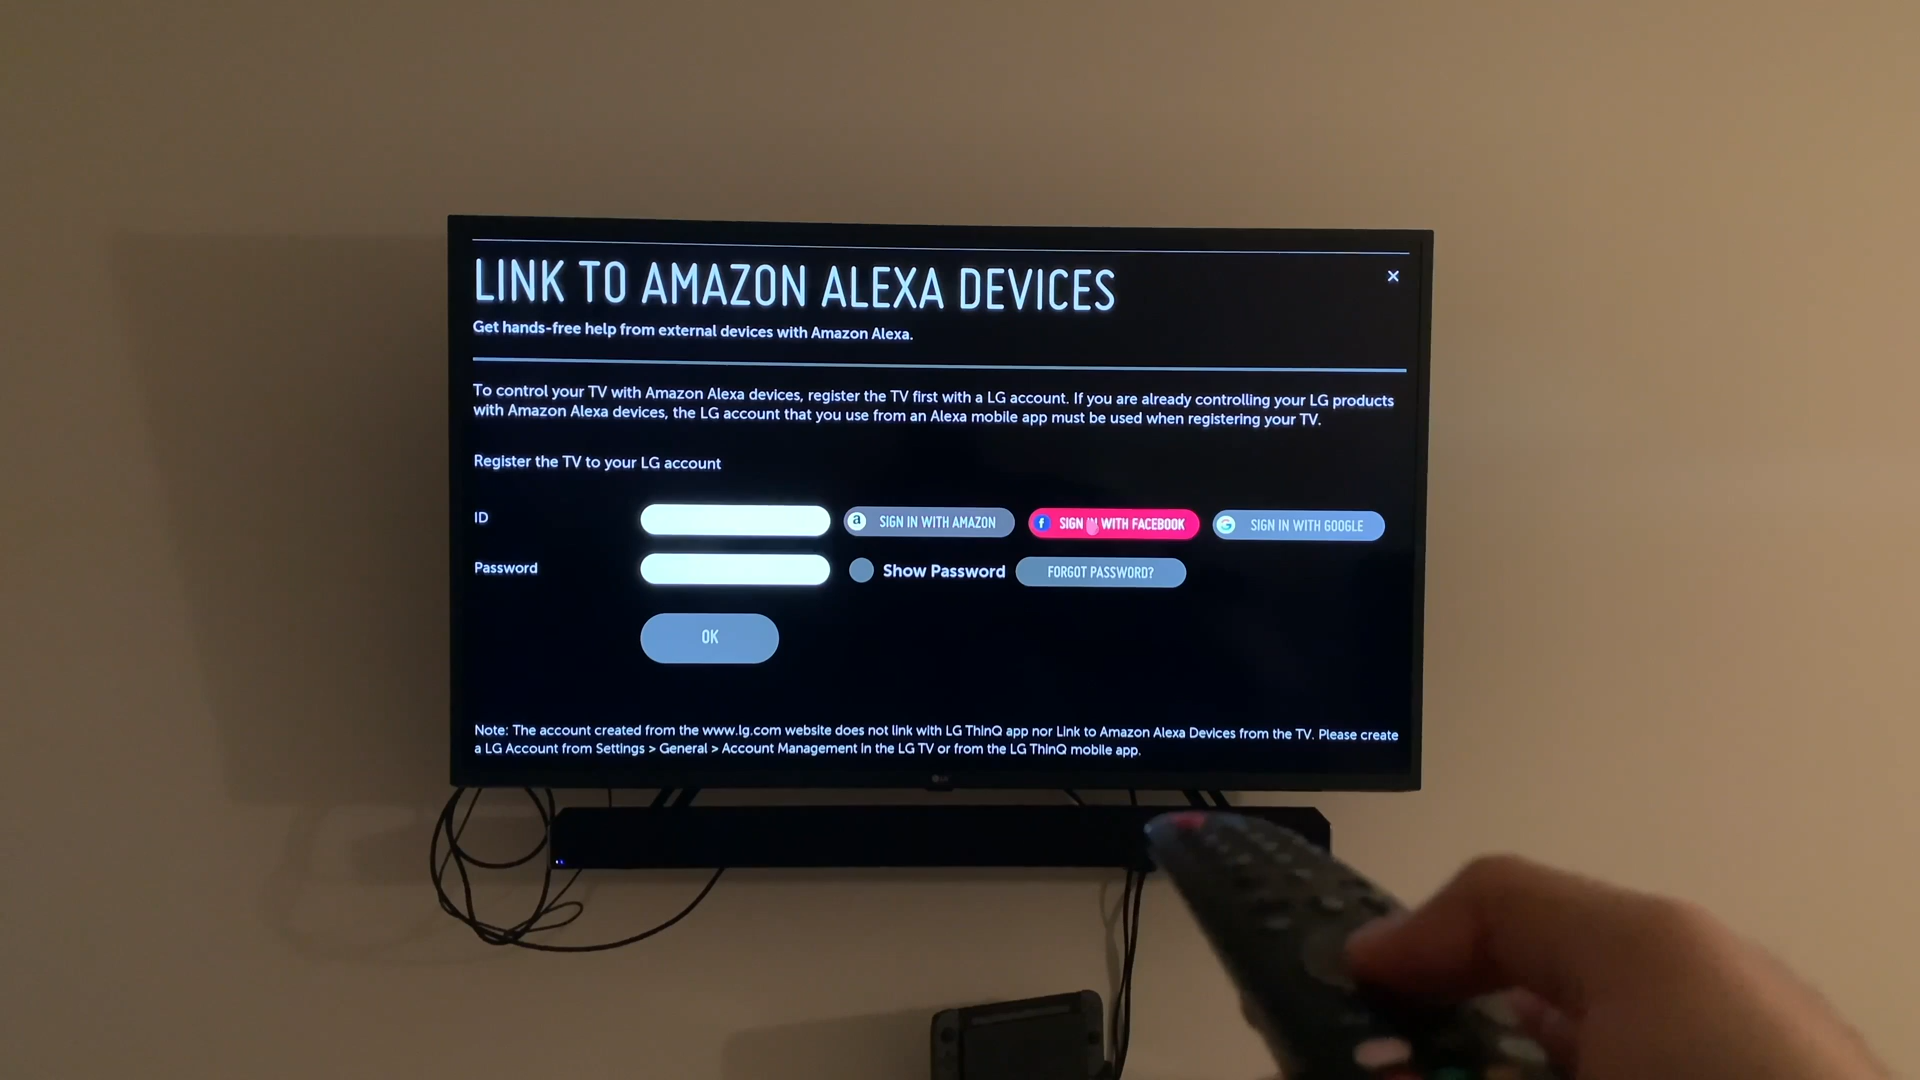 LINK TO AMAZON ALEXA DEVICES
Get hands-free help from external devices with Amazon Alexa.
To control your TV with Amazon Alexa devices, register the TV first with a LG account. If you are already controlling your LG products
with Amazon Alexa devices, the LG account that you use from an Alexa mobile app must be used when registering your TV.
Register the TV to your LG account
ID
a SIGN IN WITH AMAZON
f SIGN IN WITH FACEBOOK
G SIGN IN WITH GOOGLE
Password
Show Password
FORGOT PASSWORD?
OK
Note: The account created from the www.lg.com website does not link with LG ThinQ app nor Link to Amazon Alexa Devices from the TV. Please create
a LG Account from Settings > General > Account Management in the LG TV or from the LG ThinQ mobile app.
LG